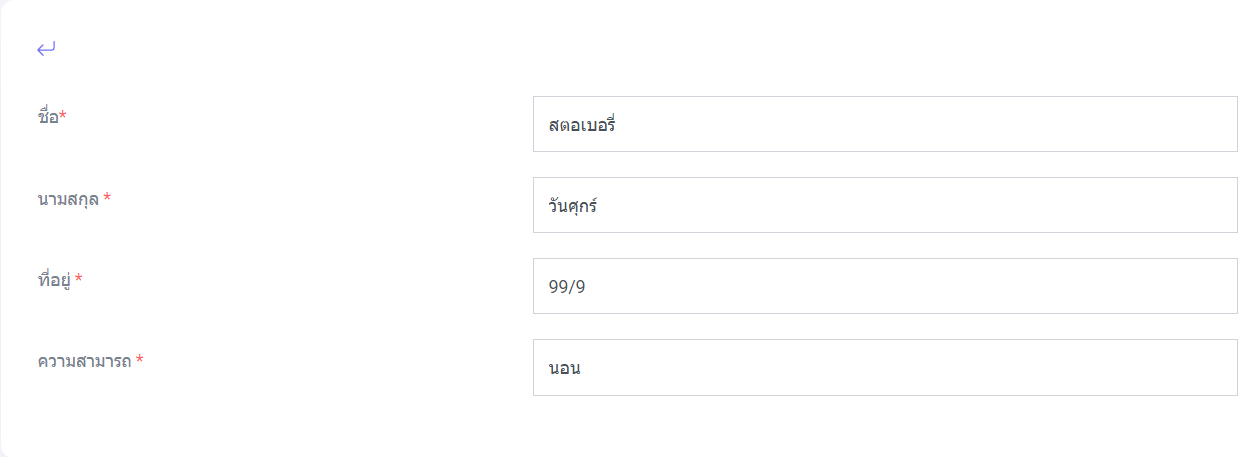 ชื่อ* สตอเบอรี่
นามสกุล * วันศุกร์
ที่อยู่ * 99/9
ความสามารถ * นอน